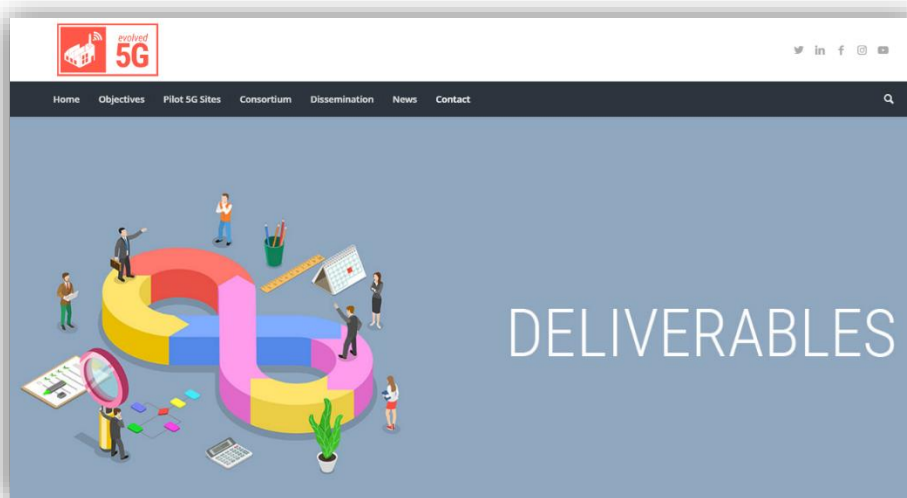 evolved
5G
Home Objectives Pilot 5G Sites Consortium Dissemination News Contact
DELIVERABLES